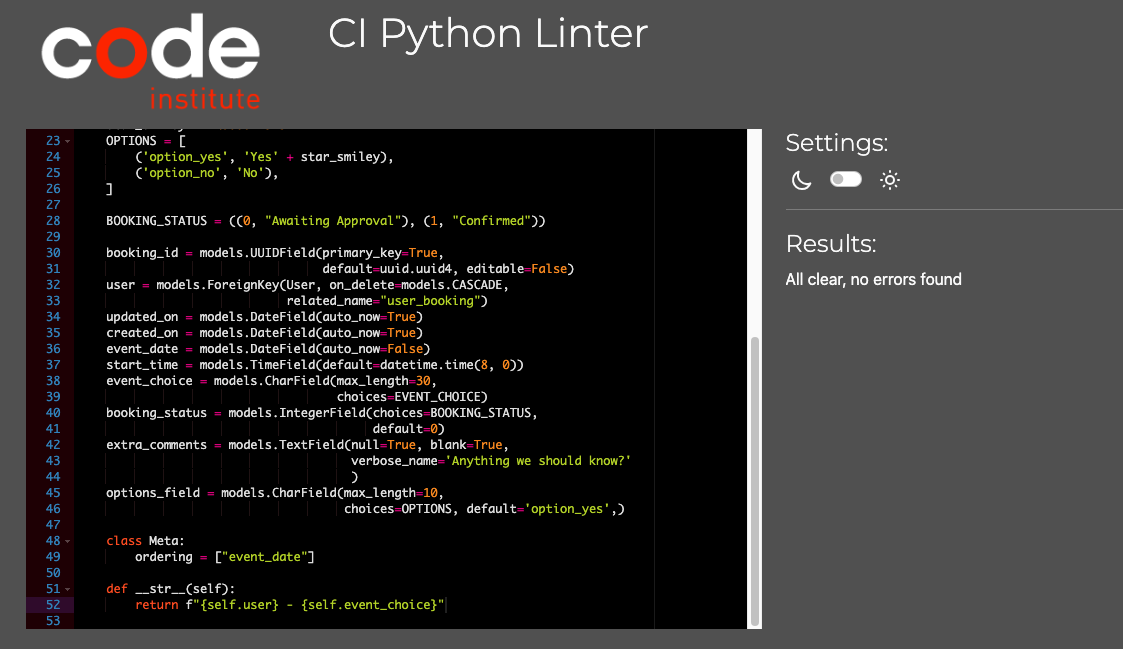 code
institute
CI Python Linter
23 OPTIONS = [
24 ('option_yes', 'Yes' + star_smiley),
25 ('option_no', 'No'),
26 ]
27
28 BOOKING_STATUS = ((0, "Awaiting Approval"), (1, "Confirmed"))
29
30 booking_id = models.UUIDField(primary_key=True,
31 default=uuid.uuid4, editable=False)
32 user = models.ForeignKey(User, on_delete=models.CASCADE,
33 related_name="user_booking")
34 updated_on = models.DateField(auto_now=True)
35 created_on = models.DateField(auto_now=True)
36 event_date = models.DateField(auto_now=False)
37 start_time = models.TimeField(default=datetime.time(8, 0))
38 event_choice = models.CharField(max_length=30,
39 choices=EVENT_CHOICE)
40 booking_status = models.IntegerField(choices=BOOKING_STATUS,
41 default=0)
42 extra_comments = models.TextField(null=True, blank=True,
43 verbose_name='Anything we should know?'
44 )
45 options_field = models.CharField(max_length=10,
46 choices=OPTIONS, default='option_yes',)
47
48 class Meta:
49 ordering = ["event_date"]
50
51 def __str__(self):
52 return f"{self.user} - {self.event_choice}"
53
Settings:
Results:
All clear, no errors found